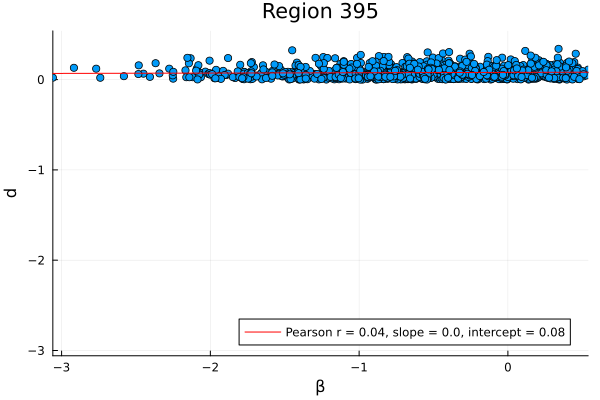 Region 395
d
0
−1
−2
−3
Pearson r = 0.04, slope = 0.0, intercept = 0.08
−3 −2 −1 0
β